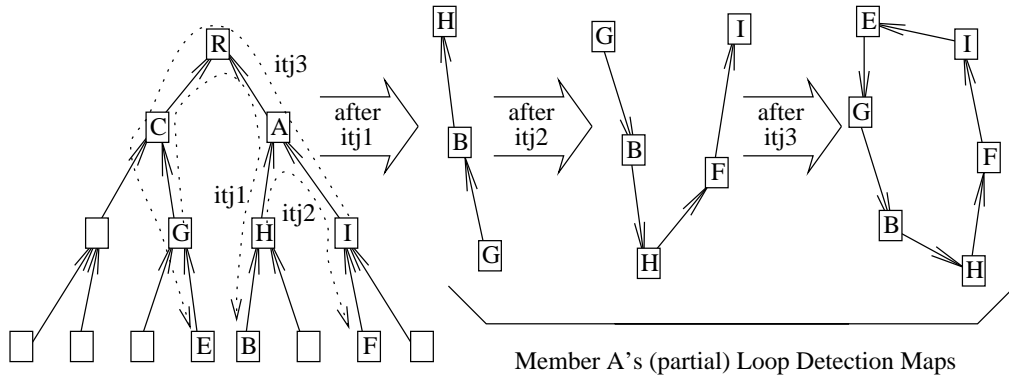 R
itj3
C
A
itj1
itj2
G
H
I
E
B
F
after
itj1
H
B
G
after
itj2
G
I
B
F
H
after
itj3
E
I
G
F
B
H
Member A's (partial) Loop Detection Maps